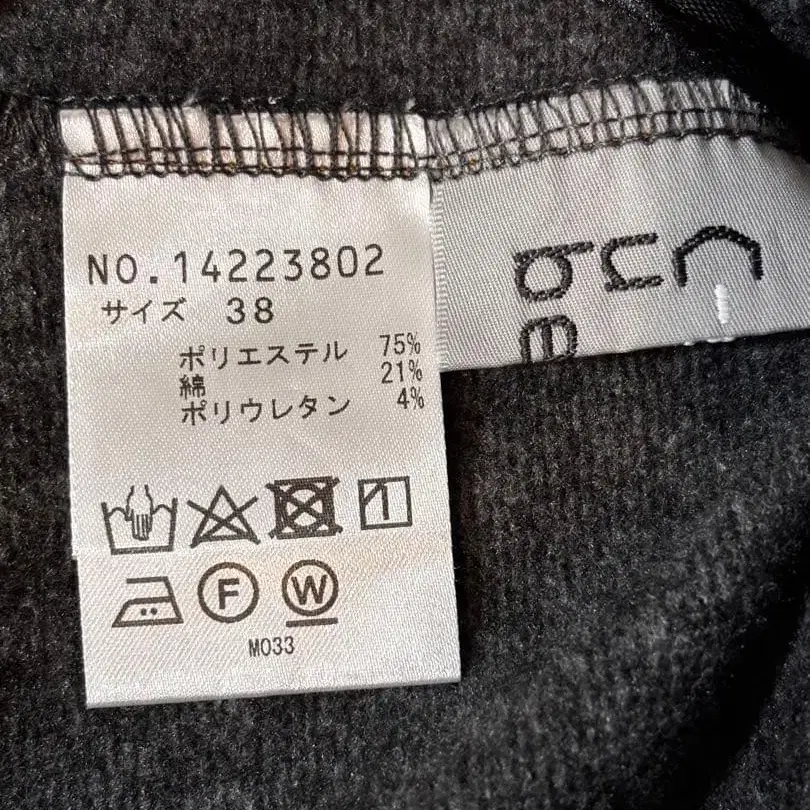 NO.14223802
サイズ 38
ポリエステル 75%
綿 21%
ポリウレタン 4%
F W
M033